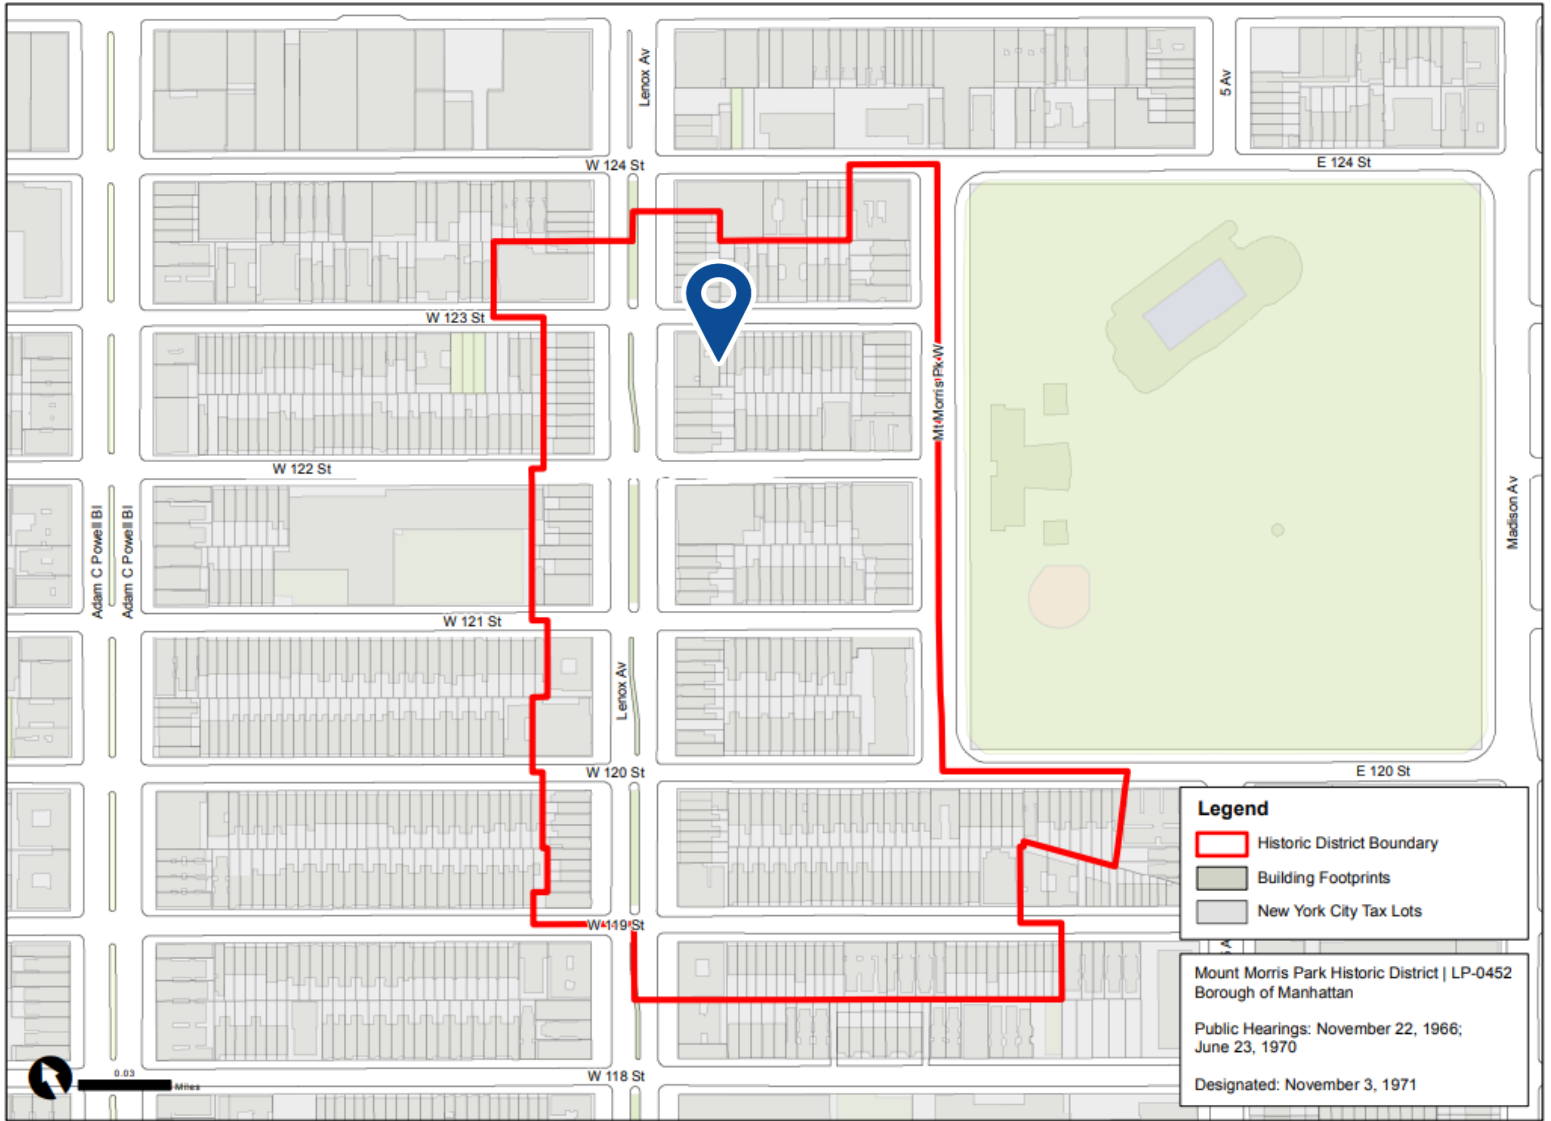 Lenox Av
5 Av
W 124 St
E 124 St
W 123 St
Mt Morris Pk W
W 122 St
Adam C Powell Bl
Adam C Powell Bl
Madison Av
W 121 St
Lenox Av
W 120 St
E 120 St
Legend
Historic District Boundary
Building Footprints
New York City Tax Lots
W 119 St
Mount Morris Park Historic District | LP-0452
Borough of Manhattan
Public Hearings: November 22, 1966;
June 23, 1970
Designated: November 3, 1971
0.03
Miles
W 118 St